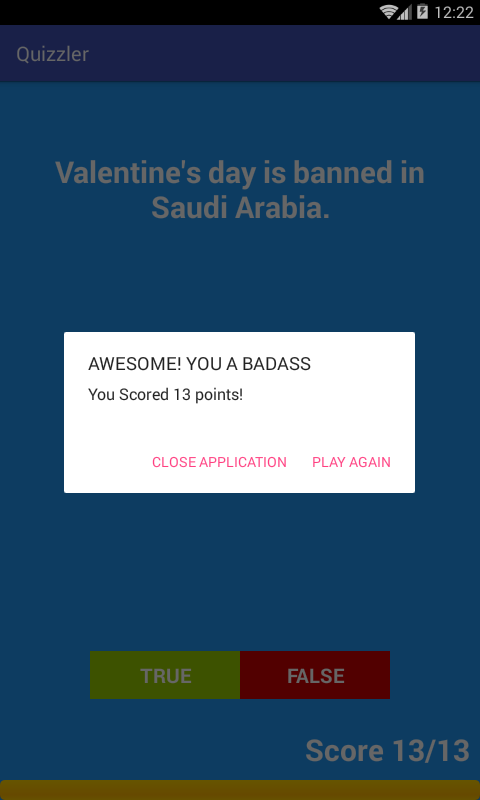 12:22
Quizzler
Valentine's day is banned in
Saudi Arabia.
AWESOME! YOU A BADASS
You Scored 13 points!
CLOSE APPLICATION PLAY AGAIN
TRUE FALSE
Score 13/13